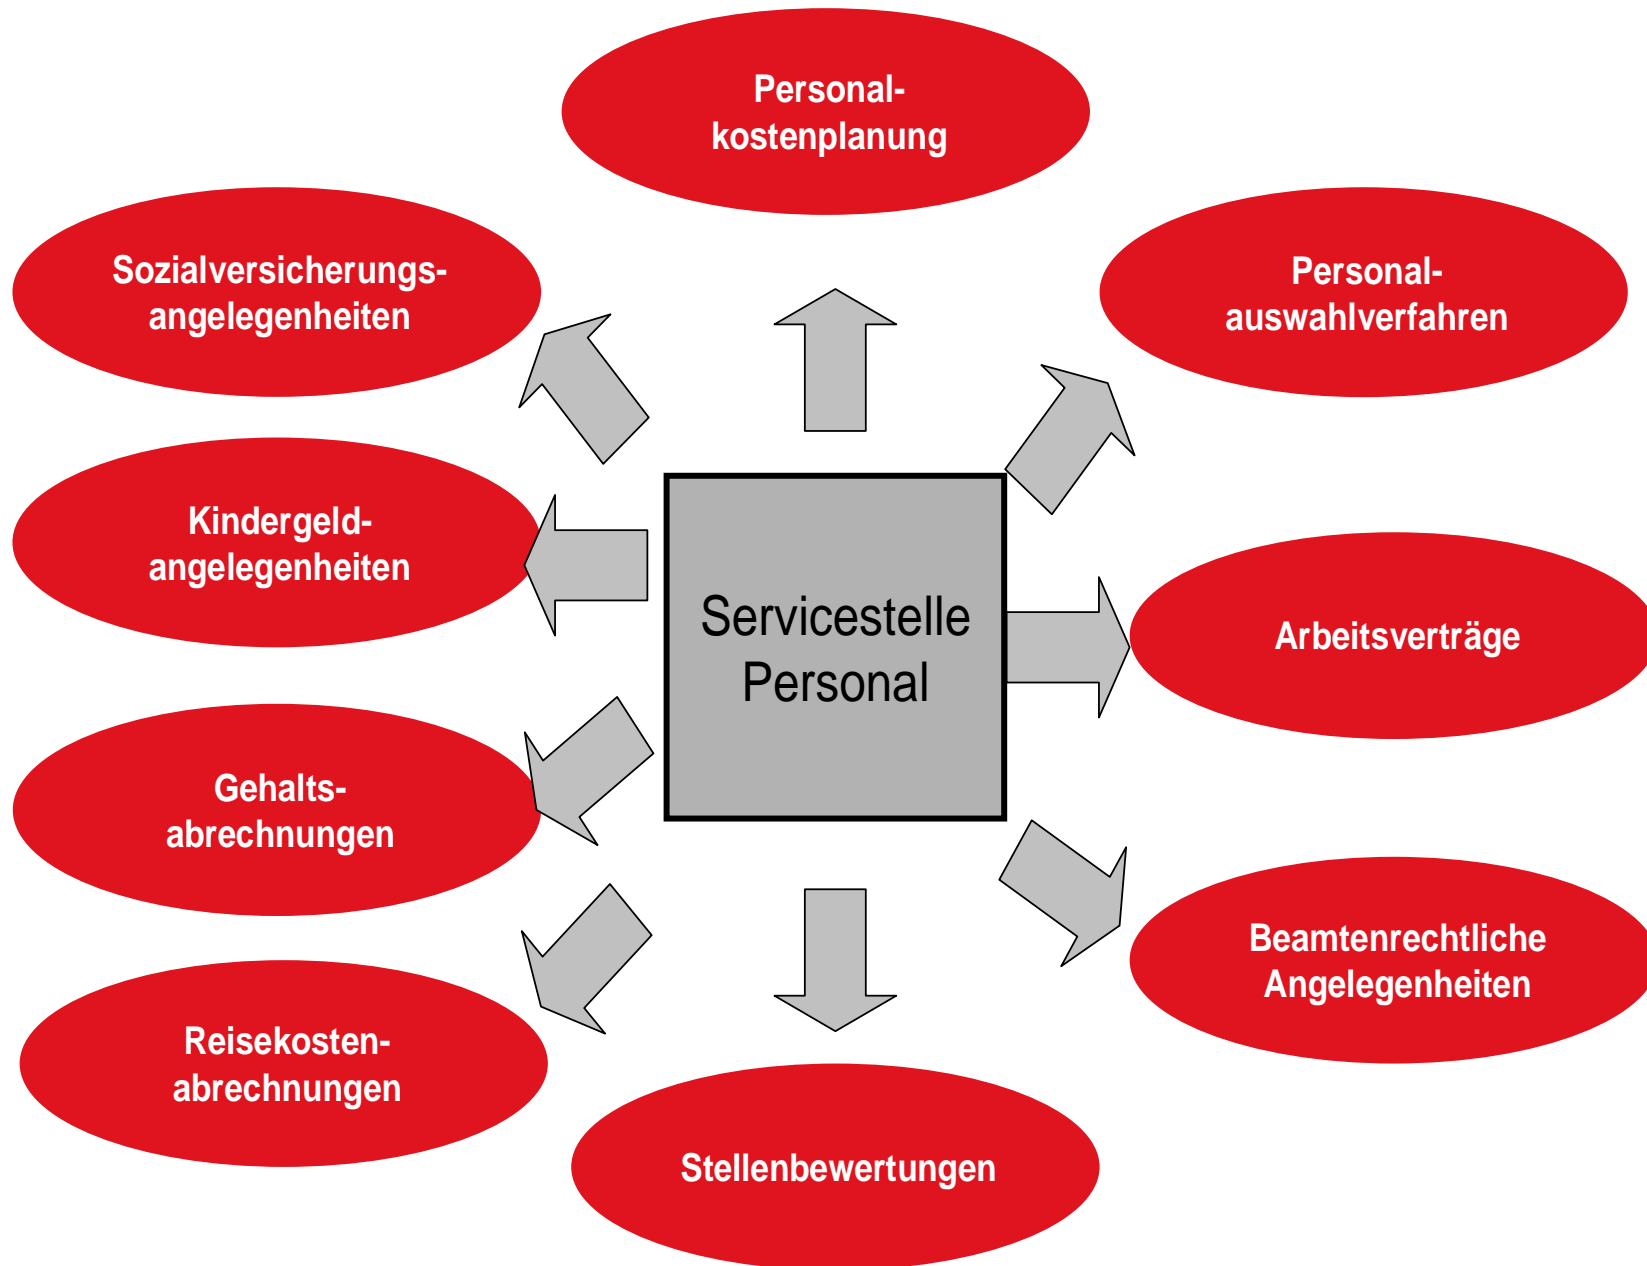 Personal-
kostenplanung
Sozialversicherungs-
angelegenheiten
Personal-
auswahlverfahren
Kindergeld-
angelegenheiten
Servicestelle
Personal
Arbeitsverträge
Gehalts-
abrechnungen
Beamtenrechtliche
Angelegenheiten
Reisekosten-
abrechnungen
Stellenbewertungen